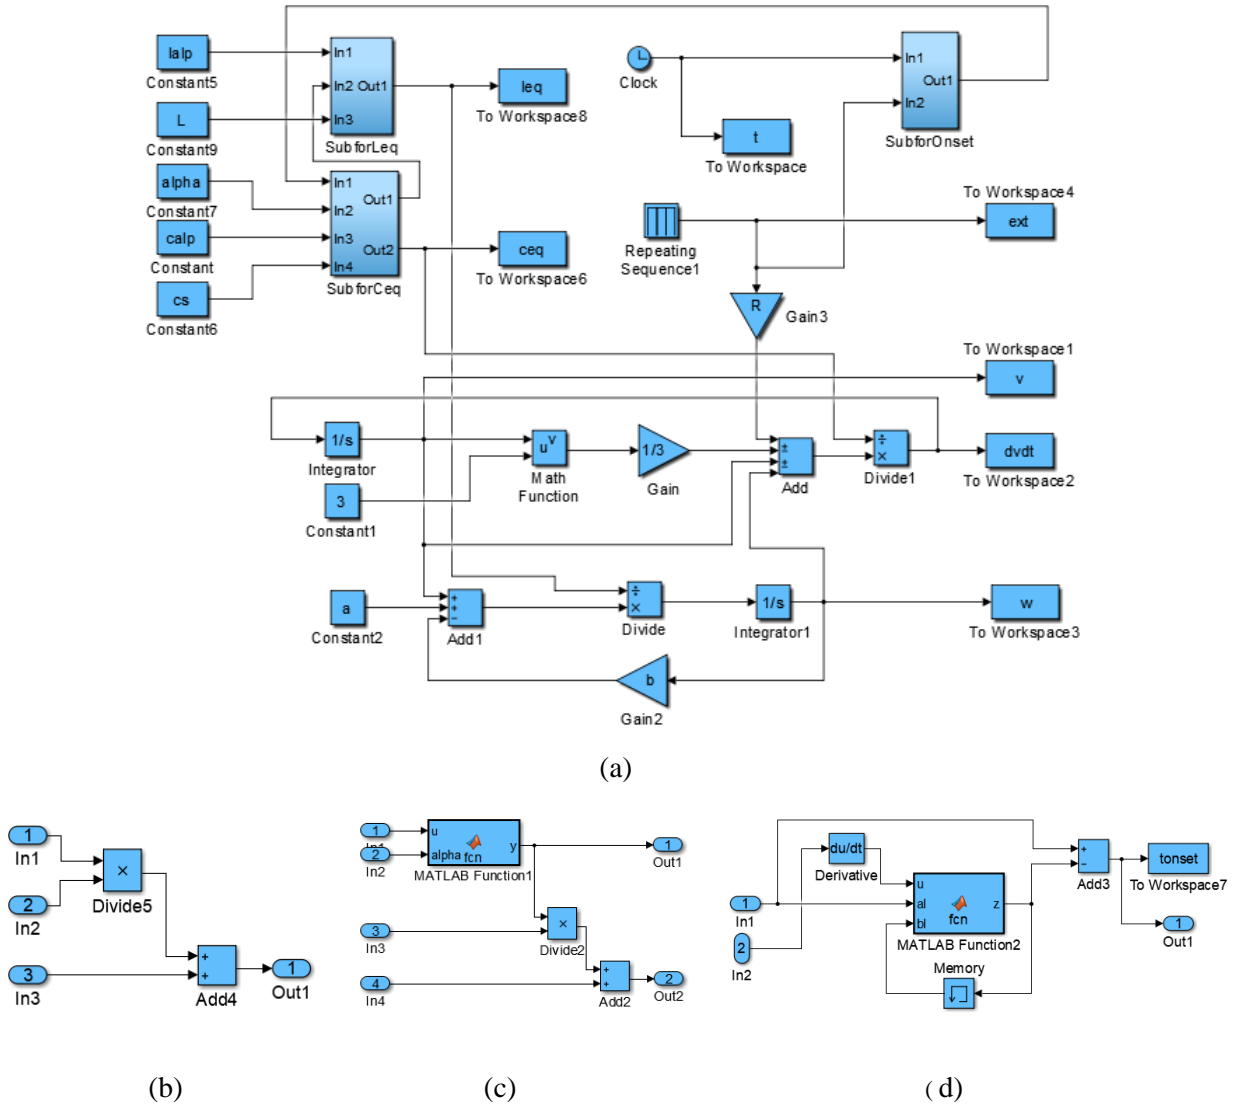 lalp
Constant5
L
Constant9
alpha
Constant7
calp
Constant
cs
Constant6
In1
In2
In3
Out1
SubforLeq
In1
In2
In3
In4
Out1
Out2
SubforCeq
leq
To Workspace8
ceq
To Workspace6
Clock
t
To Workspace
In1
In2
Out1
SubforOnset
Repeating
Sequence1
To Workspace4
ext
R
Gain3
To Workspace1
v
1/s
Integrator
3
Constant1
u^v
Math
Function
1/3
Gain
±
±
Add
÷
×
Divide1
dvdt
To Workspace2
a
Constant2
+
+
−
Add1
÷
×
Divide
1/s
Integrator1
w
To Workspace3
b
Gain2
(a)
1
In1
2
In2
×
Divide5
3
In3
+
+
Add4
1
Out1
(b)
1
In1
2
In2
u
alpha
fcn
y
MATLAB Function1
1
Out1
3
In3
×
Divide2
4
In4
+
+
Add2
2
Out2
(c)
du/dt
Derivative
1
In1
2
In2
u
al
bl
fcn
z
MATLAB Function2
Memory
+
−
Add3
tonset
To Workspace7
1
Out1
( d)